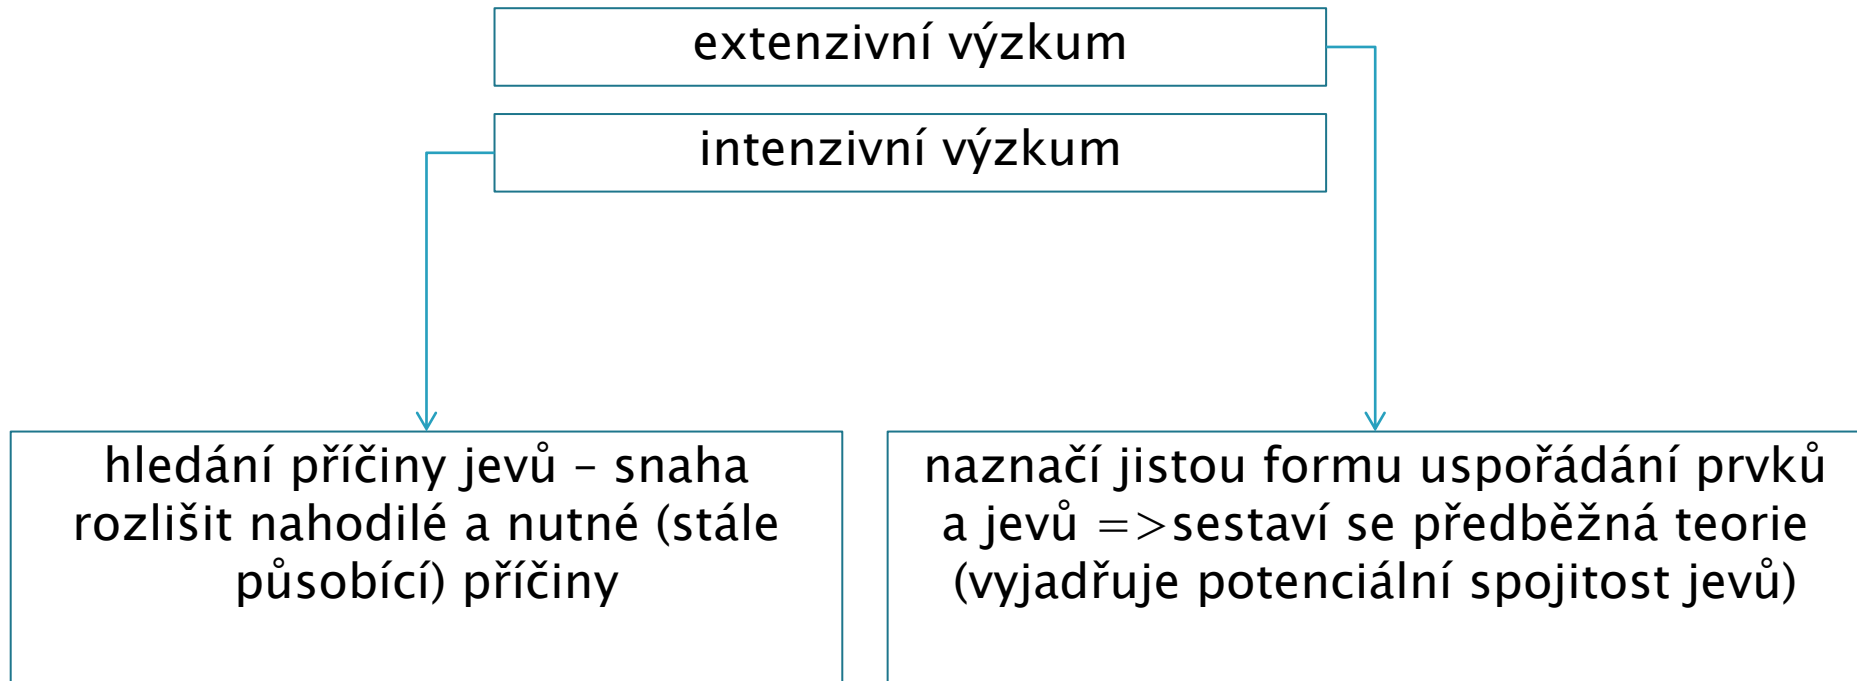 extenzivní výzkum
intenzivní výzkum
hledání příčiny jevů – snaha
rozlišit nahodilé a nutné (stále
působící) příčiny
naznačí jistou formu uspořádání prvků
a jevů =>sestaví se předběžná teorie
(vyjadřuje potenciální spojitost jevů)